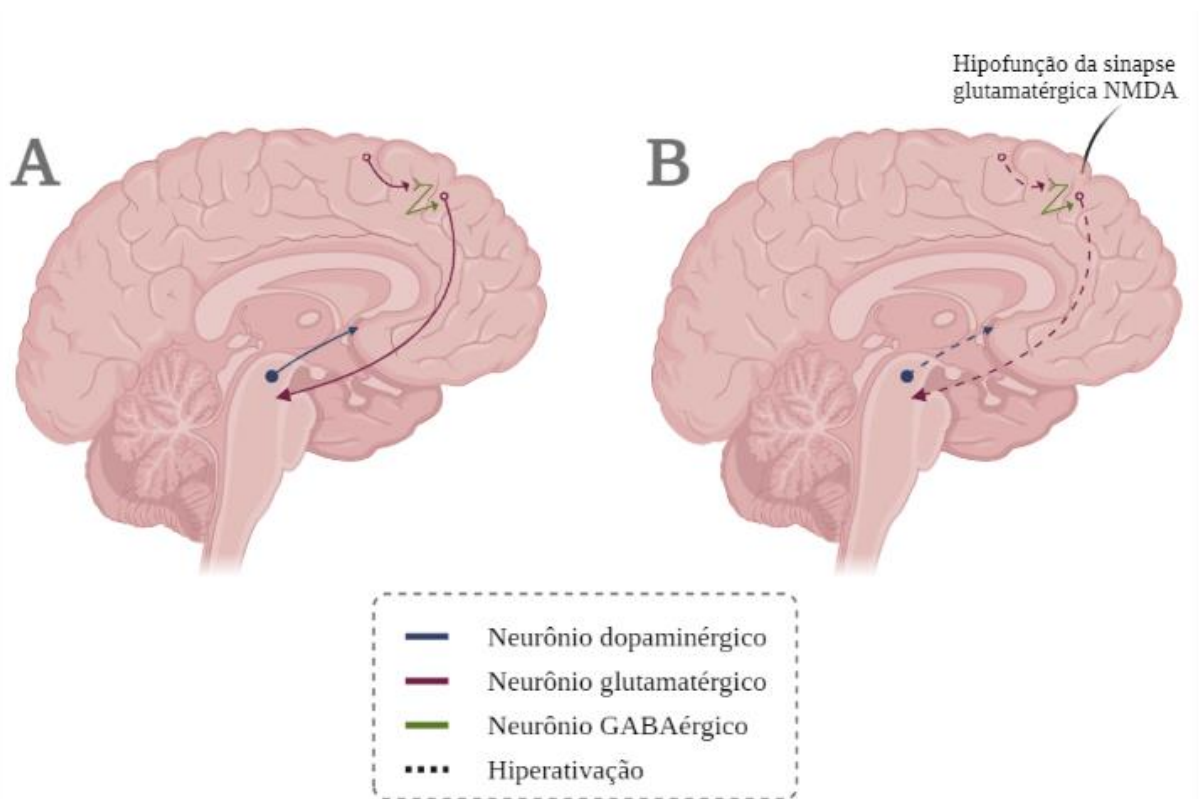 Hipofunção da sinapse
glutamatérgica NMDA
A
B
Neurônio dopaminérgico
Neurônio glutamatérgico
Neurônio GABAérgico
Hiperativação